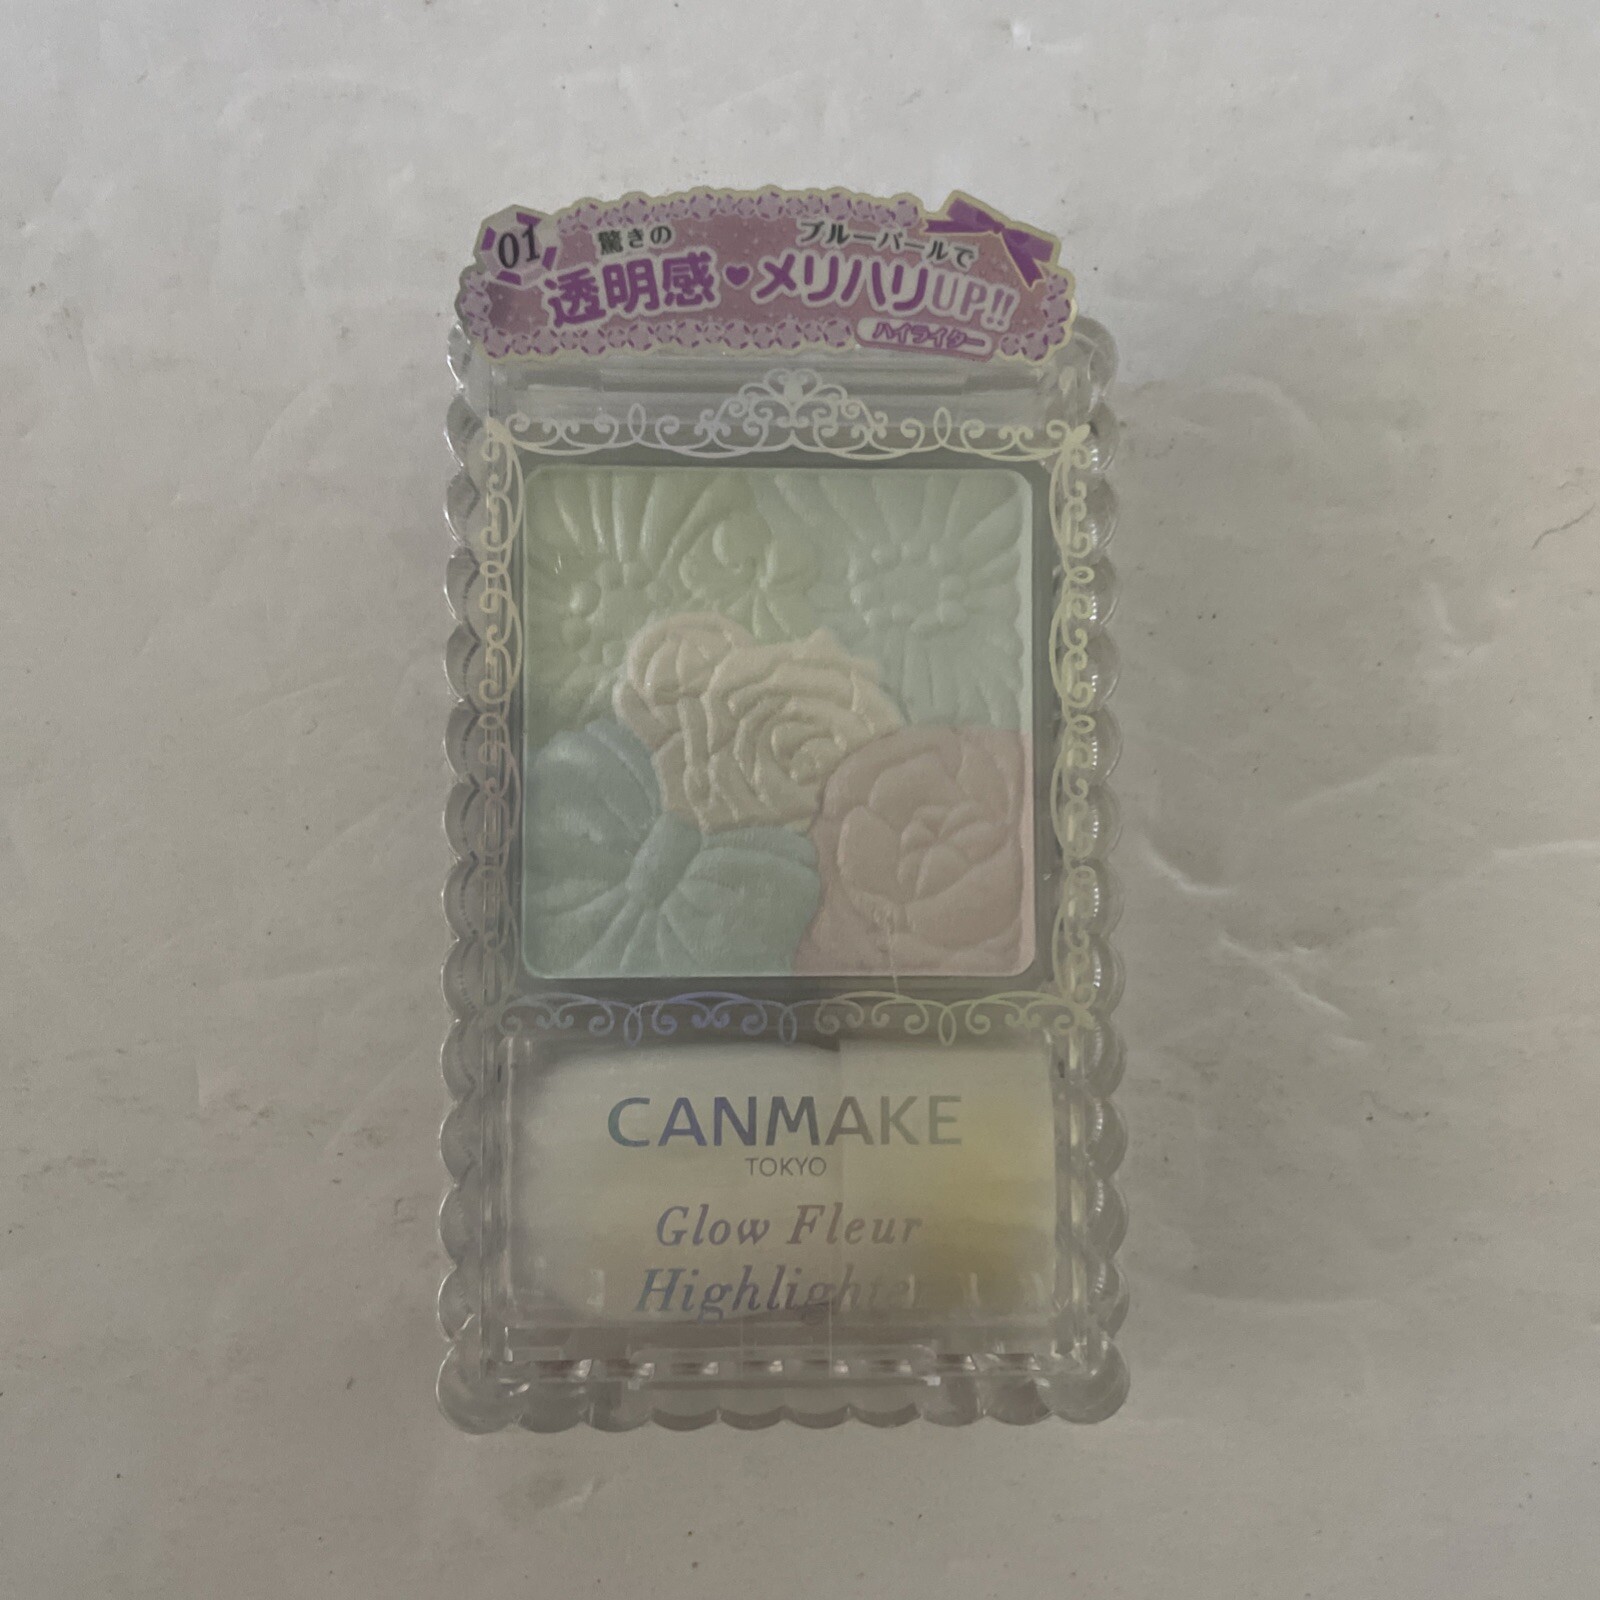 01
驚きの
ブルーパールで
透明感♥メリハリUP!!
ハイライター
CANMAKE
TOKYO
Glow Fleur
Highlighter